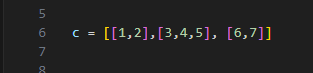 5
6 c = [[1,2],[3,4,5], [6,7]]
7
8